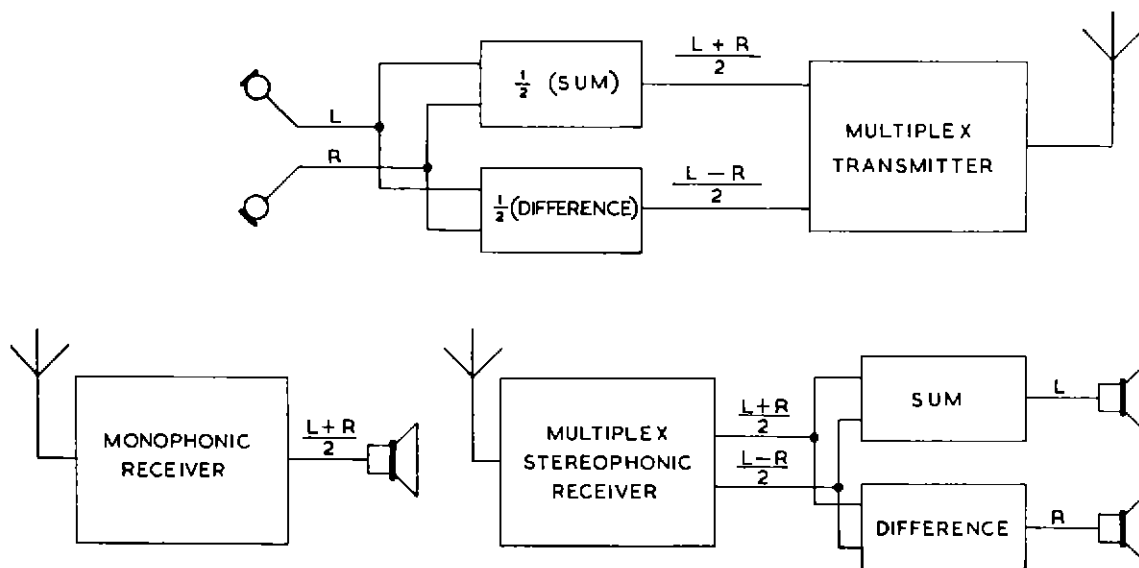 L + R
2
½ (SUM)
L
MULTIPLEX
TRANSMITTER
R
L − R
2
½ (DIFFERENCE)
MONOPHONIC
RECEIVER
L+R
2
MULTIPLEX
STEREOPHONIC
RECEIVER
L+R
2
L−R
2
SUM
L
DIFFERENCE
R